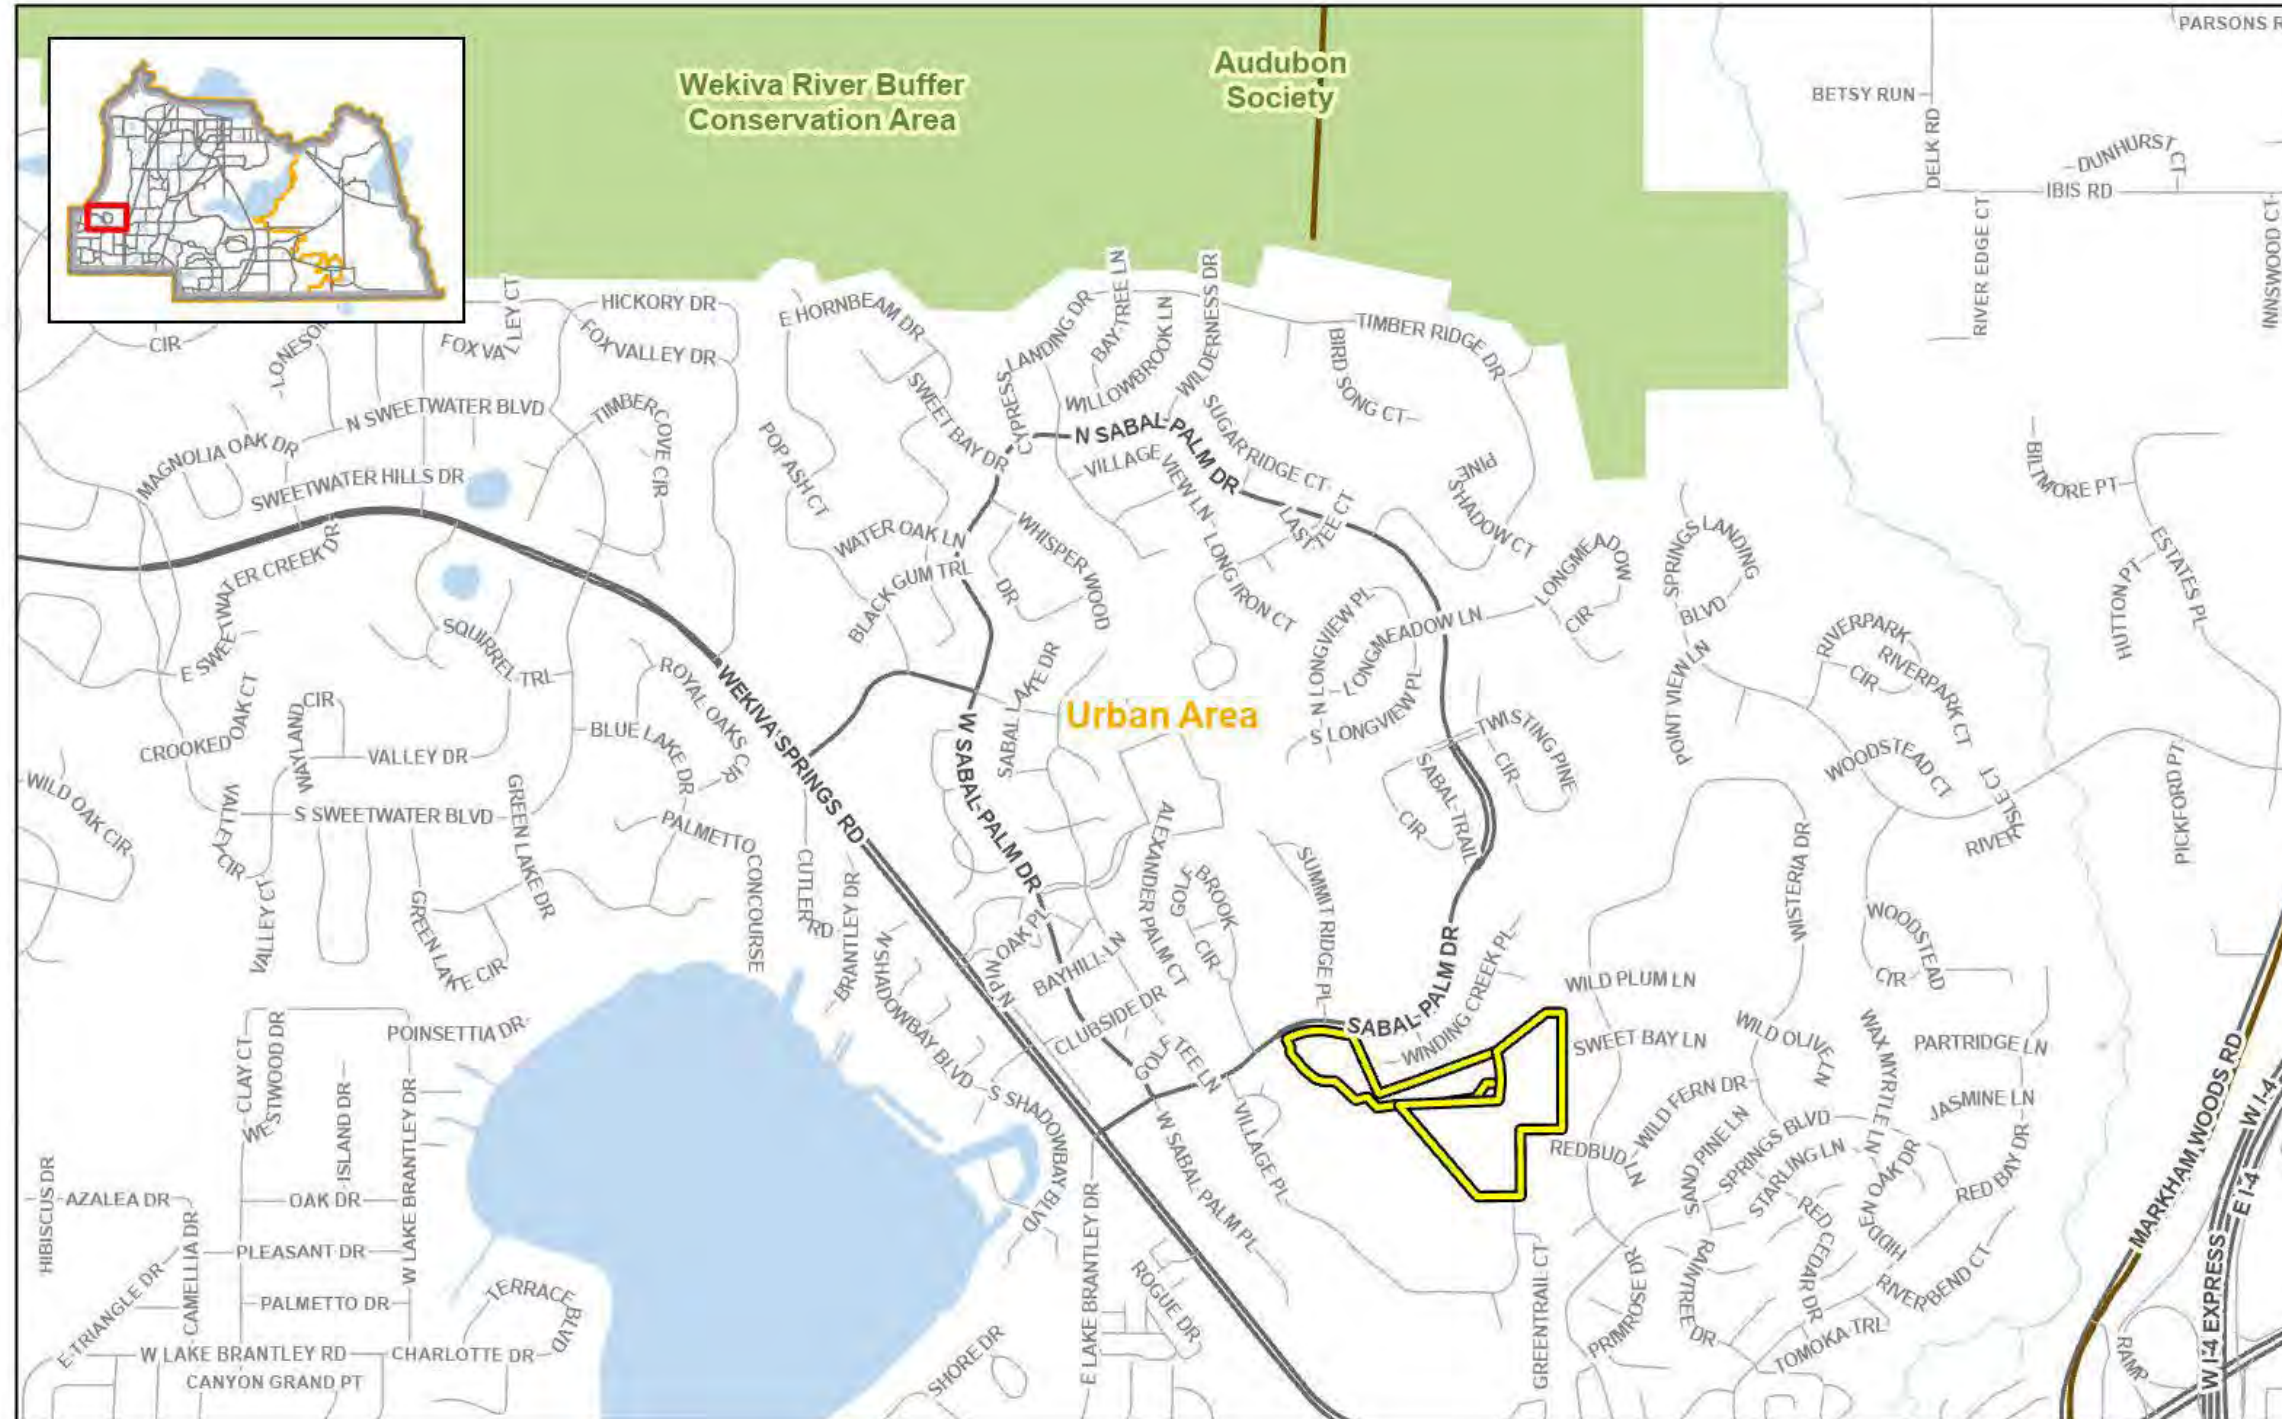 PARSONS R
Wekiva River Buffer
Conservation Area
Audubon
Society
BETSY RUN
DELK RD
DUNHURST CT
IBIS RD
RIVER EDGE CT
INNSWOOD CT
CIR
FOX VALLEY CT
HICKORY DR
FOX VALLEY DR
E HORNBEAM DR
CYPRESS LANDING DR
BAY TREE LN
WILLOWBROOK LN
WILDERNESS DR
TIMBER RIDGE DR
BIRD SONG CT
MAGNOLIA OAK DR
N SWEETWATER BLVD
TIMBERCOVE CIR
SWEETWATER HILLS DR
POP ASH CT
SWEET BAY DR
N SABAL PALM DR
SUGAR RIDGE CT
VILLAGE VIEW LN
LAST TEE CT
PINE SHADOW CT
BILTMORE PT
ESTATES PL
HUTTON PT
E SWEETWATER CREEK DR
WATER OAK LN
BLACK GUM TRL
WHISPER WOOD DR
LONG IRON CT
LONGMEADOW CIR
LONGMEADOW LN
SPRINGS LANDING BLVD
SQUIRREL TRL
ROYAL OAKS CIR
SABAL LAKE DR
N LONGVIEW PL
S LONGVIEW PL
POINT VIEW LN
RIVERPARK CIR
RIVERPARK CT
CROOKED OAK CT
WAYLAND CIR
VALLEY DR
BLUE LAKE DR
WEKIVA SPRINGS RD
W SABAL PALM DR
Urban Area
TWISTING PINE CIR
SABAL TRAIL CIR
WOODSTEAD CT
RIVER ISLE CT
PICKFORD PT
WILD OAK CIR
VALLEY CIR
S SWEETWATER BLVD
GREEN LAKE DR
PALMETTO CONCOURSE
CUTLER RD
BRANTLEY DR
ALEXANDER PALM CT
GOLF BROOK CIR
SUMMIT RIDGE PL
WISTERIA DR
VALLEY CT
GREEN LAKE CIR
N SHADOWBAY BLVD
N PIN OAK PL
BAYHILL LN
CLUBSIDE DR
SABAL PALM DR
WINDING CREEK PL
WILD PLUM LN
WOODSTEAD CIR
CLAY CT
WESTWOOD DR
POINSETTIA DR
GOLF TEE LN
SWEET BAY LN
WILD OLIVE LN
WAX MYRTLE LN
PARTRIDGE LN
ISLAND DR
W LAKE BRANTLEY DR
S SHADOWBAY BLVD
VILLAGE PL
WILD FERN DR
JASMINE LN
REDBUD LN
SAND PINE LN
SPRINGS BLVD
STARLING LN
HIDDEN OAK DR
RED BAY DR
HIBISCUS DR
AZALEA DR
OAK DR
E LAKE BRANTLEY DR
W SABAL PALM PL
MARKHAM WOODS RD
W I-4
E I-4
W I-4 EXPRESS
PLEASANT DR
CAMELLIA DR
E TRIANGLE DR
PALMETTO DR
TERRACE BLVD
ROGUE DR
GREENTRAIL CT
PRIMROSE DR
RAINTREE DR
RED CEDAR DR
RIVERBEND CT
TOMOKA TRL
W LAKE BRANTLEY RD
CHARLOTTE DR
CANYON GRAND PT
SHORE DR
RAMP